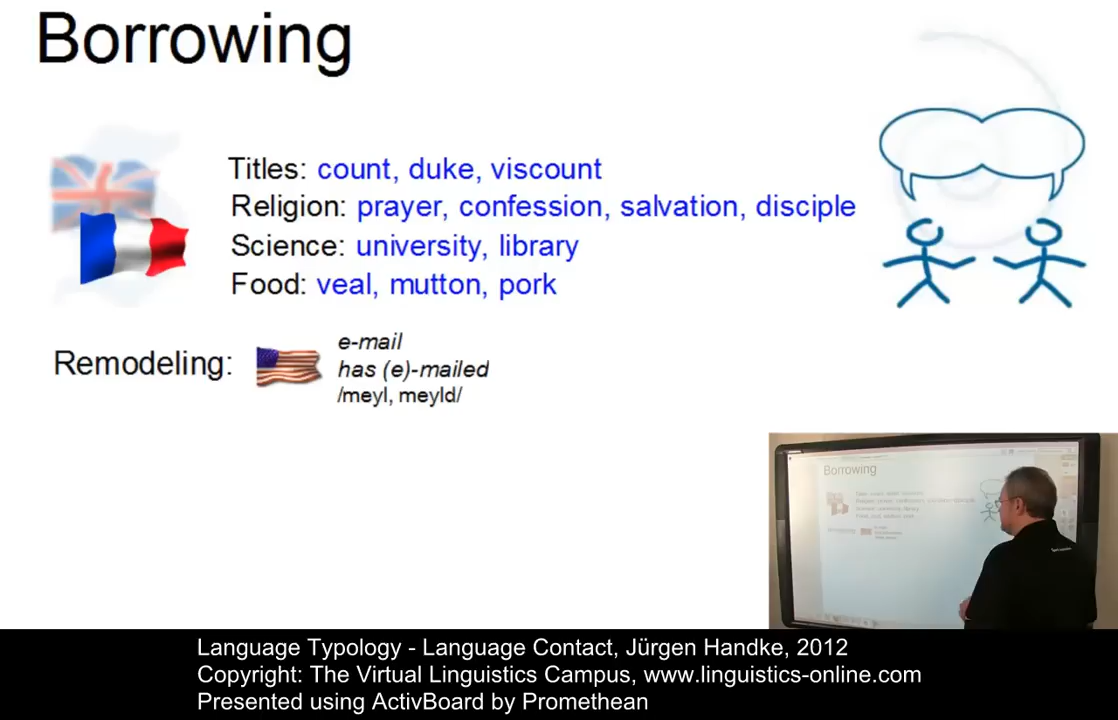 Borrowing
Titles: count, duke, viscount
Religion: prayer, confession, salvation, disciple
Science: university, library
Food: veal, mutton, pork
Remodeling:
e-mail
has (e)-mailed
/meyl, meyld/
Borrowing
Language Typology - Language Contact, Jürgen Handke, 2012
Copyright: The Virtual Linguistics Campus, www.linguistics-online.com
Presented using ActivBoard by Promethean